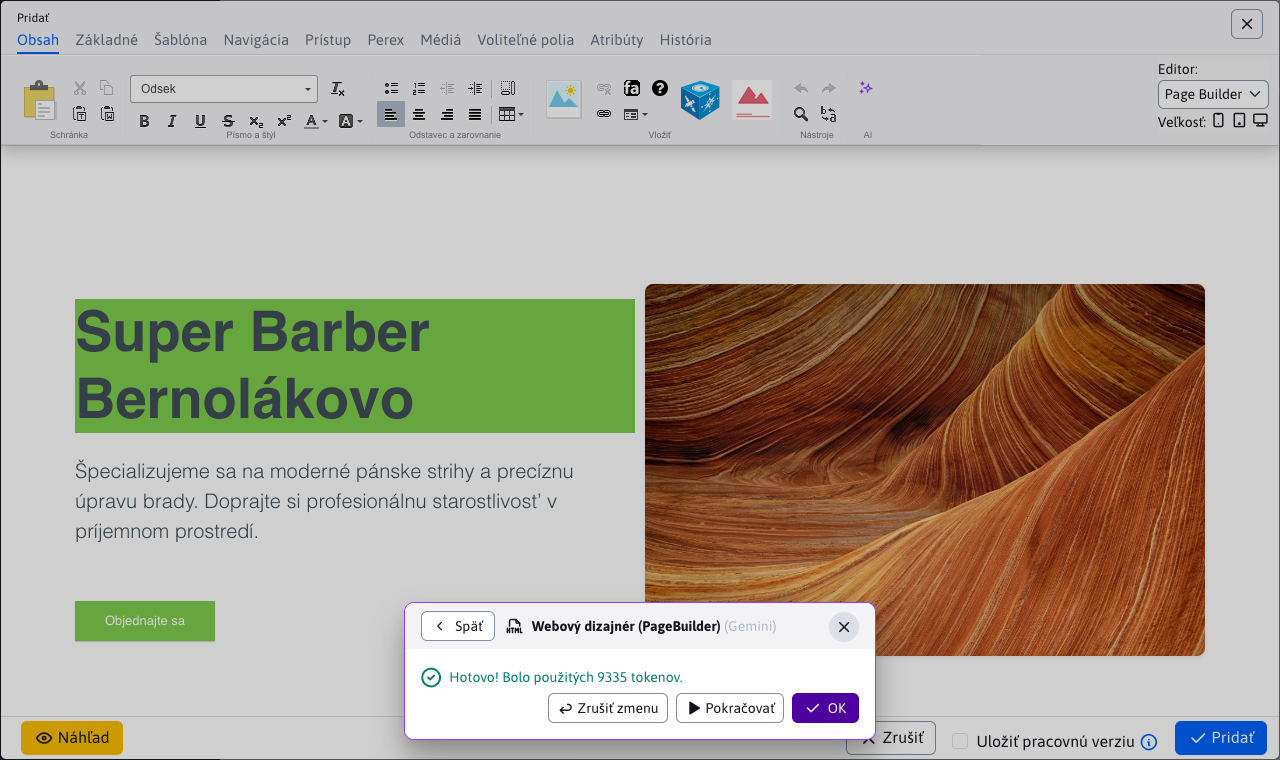 Pridať
Obsah Základné Šablóna Navigácia Prístup Perex Médiá Voliteľné polia Atribúty História
Editor:
Odsek
Page Builder
B I U S x₂ x² A A
Veľkosť:
Schránka Písmo a štýl Odstavec a zarovnanie Vložiť Nástroje AI
Super Barber
Bernolákovo
Špecializujeme sa na moderné pánske strihy a precíznu
úpravu brady. Doprajte si profesionálnu starostlivosť v
príjemnom prostredí.
Objednajte sa
Späť HTML Webový dizajnér (PageBuilder) (Gemini)
Hotovo! Bolo použitých 9335 tokenov.
Zrušiť zmenu Pokračovať OK
Náhľad Zrušiť Uložiť pracovnú verziu Pridať